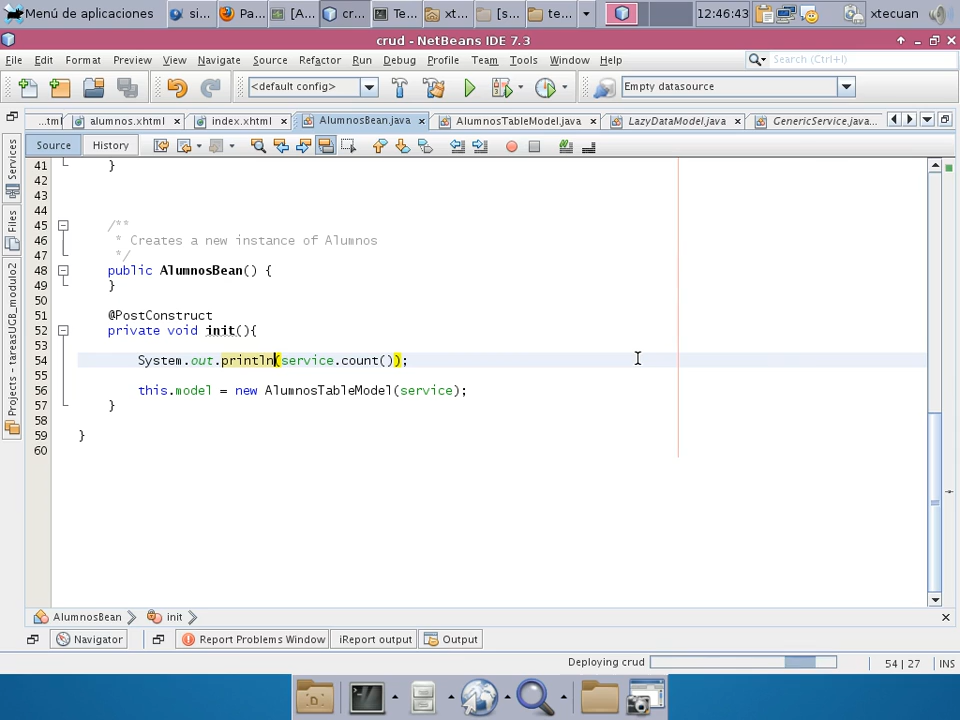 Menú de aplicaciones
si...
Pa...
[A...
cr...
Te...
xt...
[s...
te...
12:46:43
xtecuan
crud - NetBeans IDE 7.3
File Edit Format Preview View Navigate Source Refactor Run Debug Profile Team Tools Window Help
Search (Ctrl+I)
<default config>
Empty datasource
...tml
alumnos.xhtml
index.xhtml
AlumnosBean.java
AlumnosTableModel.java
LazyDataModel.java
GenericService.java...
Source History
Services
Files
Projects - tareasUGB_modulo2
41 }
42
43
44
45 /**
46 * Creates a new instance of Alumnos
47 */
48 public AlumnosBean() {
49 }
50
51 @PostConstruct
52 private void init(){
53
54 System.out.println(service.count());
55
56 this.model = new AlumnosTableModel(service);
57 }
58
59 }
60
AlumnosBean
init
Navigator
Report Problems Window
iReport output
Output
Deploying crud
54 | 27
INS